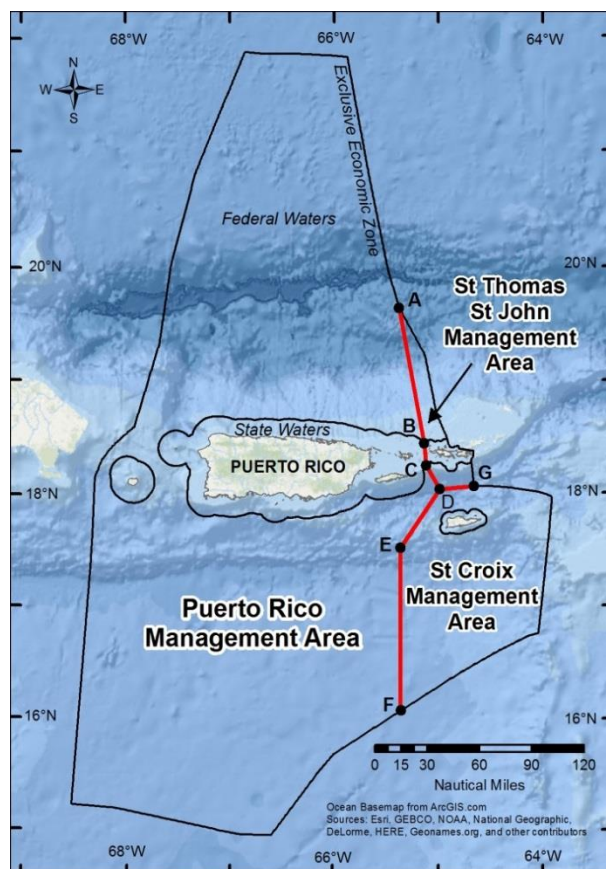 68°W
66°W
64°W
N
W E
S
Exclusive Economic Zone
Federal Waters
20°N
20°N
A
St Thomas
St John
Management
Area
State Waters
B
PUERTO RICO
C
G
18°N
D
18°N
E
St Croix
Management
Area
Puerto Rico
Management Area
F
16°N
16°N
0 15 30 60 90 120
Nautical Miles
Ocean Basemap from ArcGIS.com
Sources: Esri, GEBCO, NOAA, National Geographic,
DeLorme, HERE, Geonames.org, and other contributors
68°W
66°W
64°W